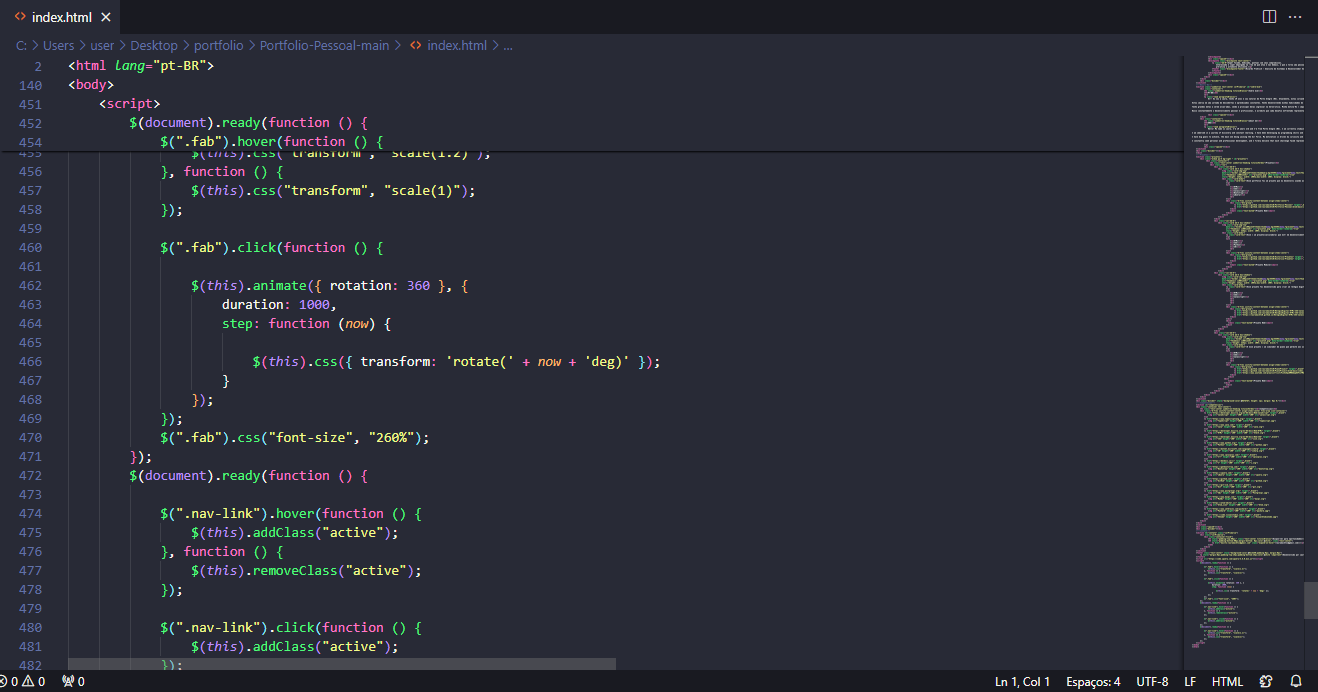 index.html
C: > Users > user > Desktop > portfolio > Portfolio-Pessoal-main > <> index.html > ...
2 <html lang="pt-BR">
140 <body>
451 <script>
452 $(document).ready(function () {
454 $(".fab").hover(function () {
455 $(this).css("transform", "scale(1.2)");
456 }, function () {
457 $(this).css("transform", "scale(1)");
458 });
459
460 $(".fab").click(function () {
461
462 $(this).animate({ rotation: 360 }, {
463 duration: 1000,
464 step: function (now) {
465
466 $(this).css({ transform: 'rotate(' + now + 'deg)' });
467 }
468 });
469 });
470 $(".fab").css("font-size", "260%");
471 });
472 $(document).ready(function () {
473
474 $(".nav-link").hover(function () {
475 $(this).addClass("active");
476 }, function () {
477 $(this).removeClass("active");
478 });
479
480 $(".nav-link").click(function () {
481 $(this).addClass("active");
482 });
0 0 0 Ln 1, Col 1 Espaços: 4 UTF-8 LF HTML